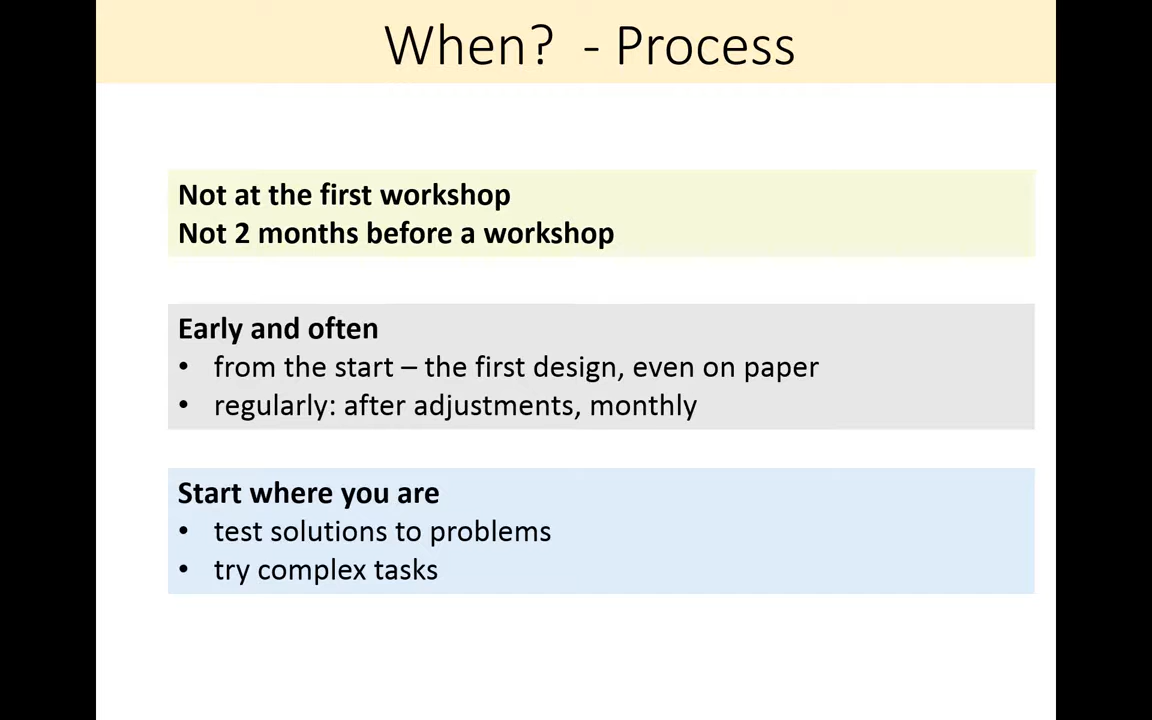 When? - Process
Not at the first workshop
Not 2 months before a workshop
Early and often
• from the start – the first design, even on paper
• regularly: after adjustments, monthly
Start where you are
• test solutions to problems
• try complex tasks